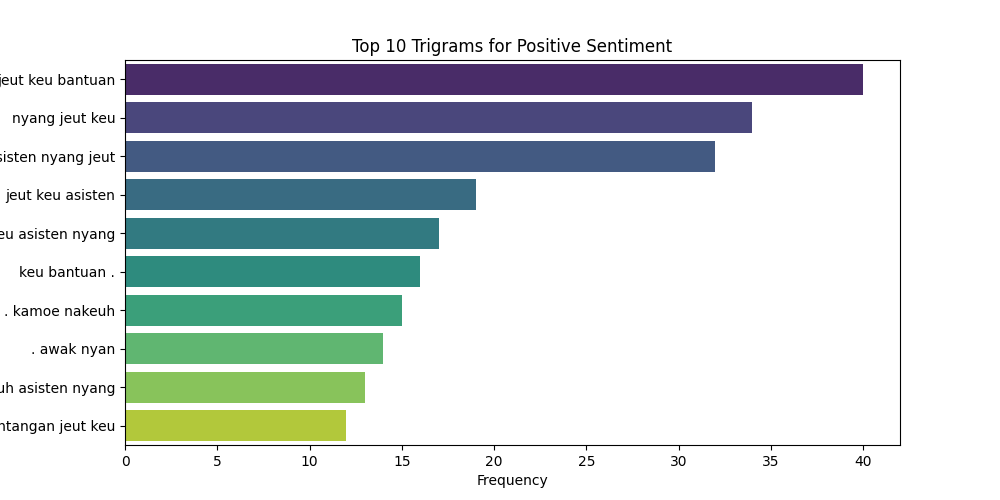 Top 10 Trigrams for Positive Sentiment
jeut keu bantuan
nyang jeut keu
asisten nyang jeut
jeut keu asisten
asisten nyang
keu bantuan .
. kamoe nakeuh
. awak nyan
asisten nyang
jeut keu
0 5 10 15 20 25 30 35 40
Frequency